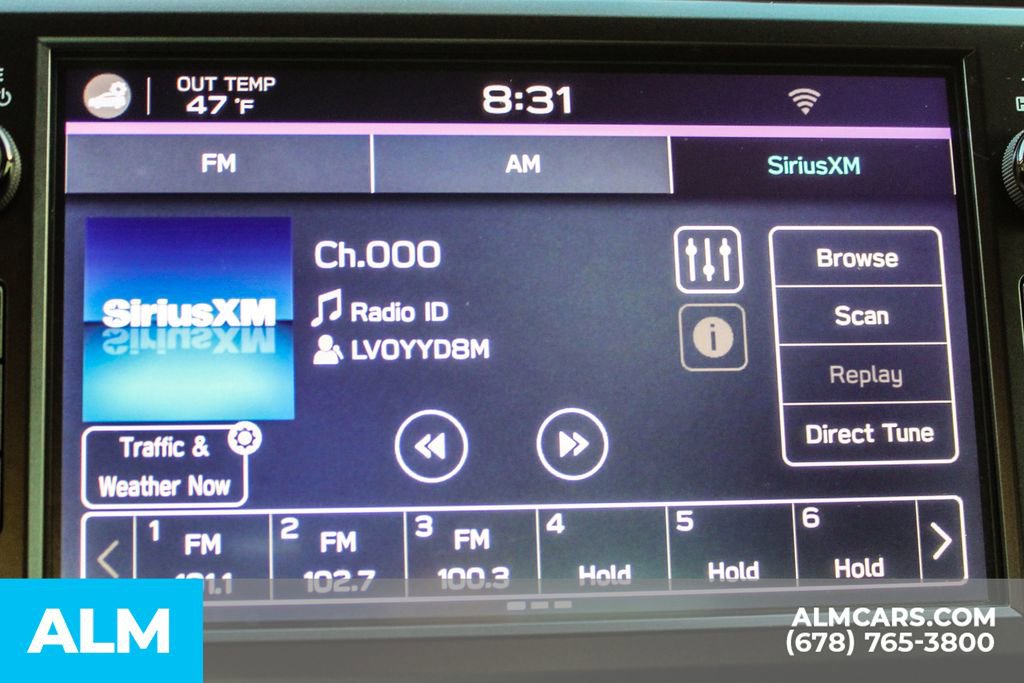 OUT TEMP
47 °F
8:31
FM
AM
SiriusXM
SiriusXM
Ch.000
Radio ID
LV0YYD8M
i
Browse
Scan
Replay
Direct Tune
Traffic &
Weather Now
1 FM
2 FM
102.7
3 FM
100.3
4
Hold
5
Hold
6
Hold
ALM
ALMCARS.COM
(678) 765-3800